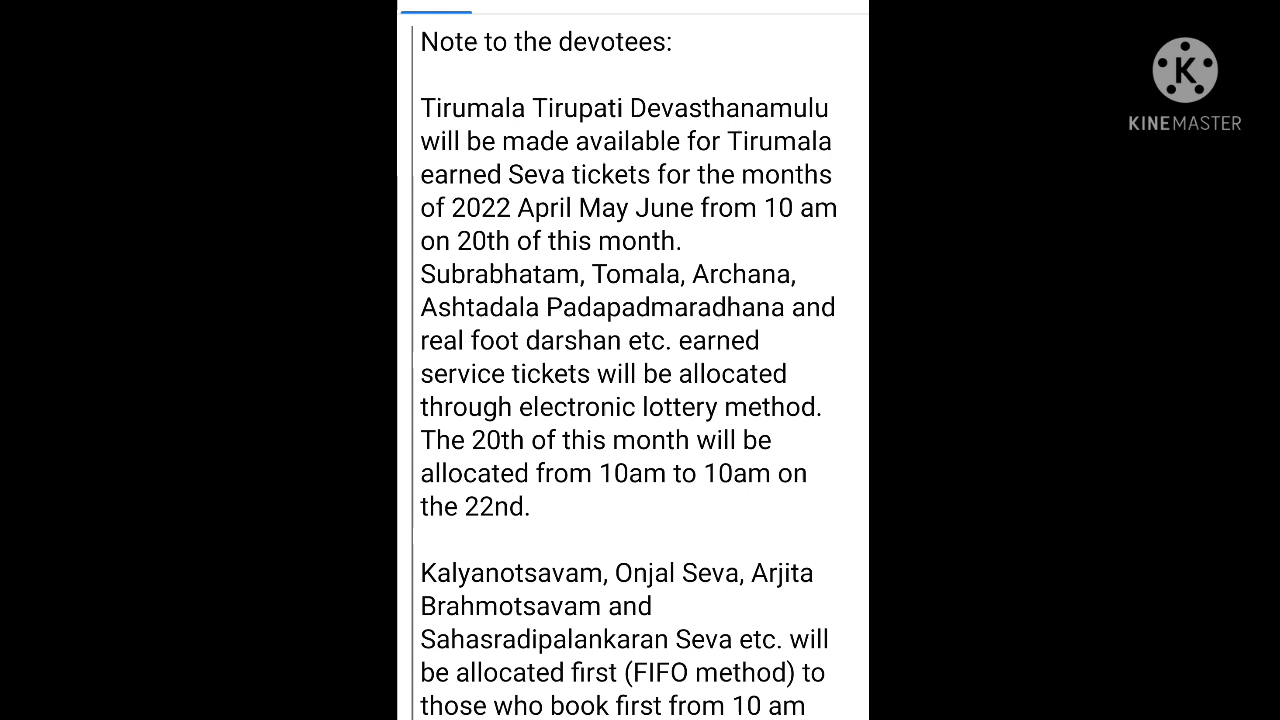 Note to the devotees:
Tirumala Tirupati Devasthanamulu
will be made available for Tirumala
earned Seva tickets for the months
of 2022 April May June from 10 am
on 20th of this month.
Subrabhatam, Tomala, Archana,
Ashtadala Padapadmaradhana and
real foot darshan etc. earned
service tickets will be allocated
through electronic lottery method.
The 20th of this month will be
allocated from 10am to 10am on
the 22nd.
Kalyanotsavam, Onjal Seva, Arjita
Brahmotsavam and
Sahasradipalankaran Seva etc. will
be allocated first (FIFO method) to
those who book first from 10 am
K
KINEMASTER